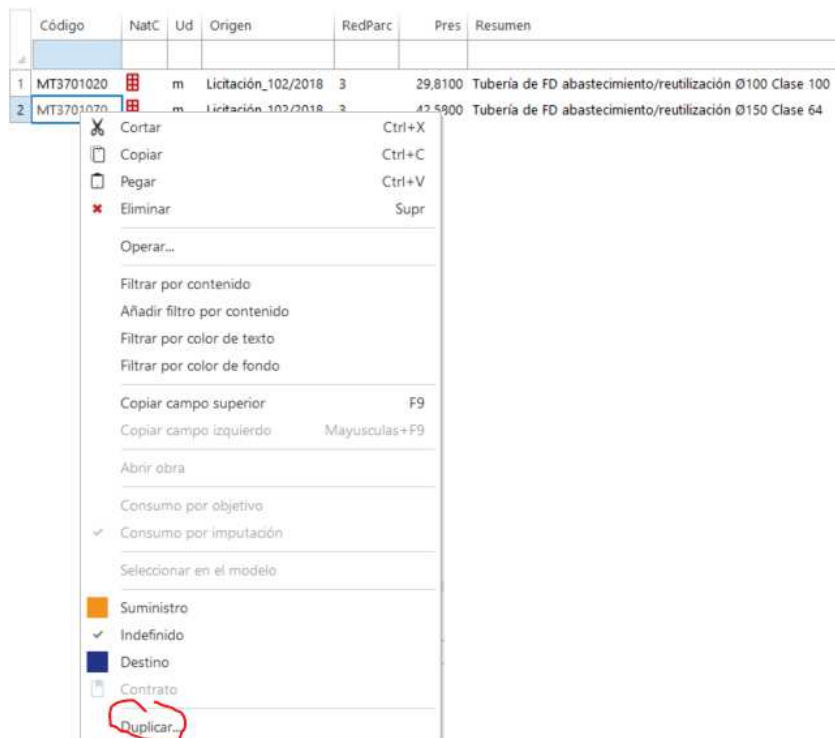 Código NatC Ud Origen RedParc Pres Resumen
1 MT3701020 m Licitación_102/2018 3 29,8100 Tubería de FD abastecimiento/reutilización Ø100 Clase 100
2 MT3701070 m Licitación_102/2018 3 42,5800 Tubería de FD abastecimiento/reutilización Ø150 Clase 64
Cortar Ctrl+X
Copiar Ctrl+C
Pegar Ctrl+V
Eliminar Supr
Operar...
Filtrar por contenido
Añadir filtro por contenido
Filtrar por color de texto
Filtrar por color de fondo
Copiar campo superior F9
Copiar campo izquierdo Mayusculas+F9
Abrir obra
Consumo por objetivo
Consumo por imputación
Seleccionar en el modelo
Suministro
Indefinido
Destino
Contrato
Duplicar...